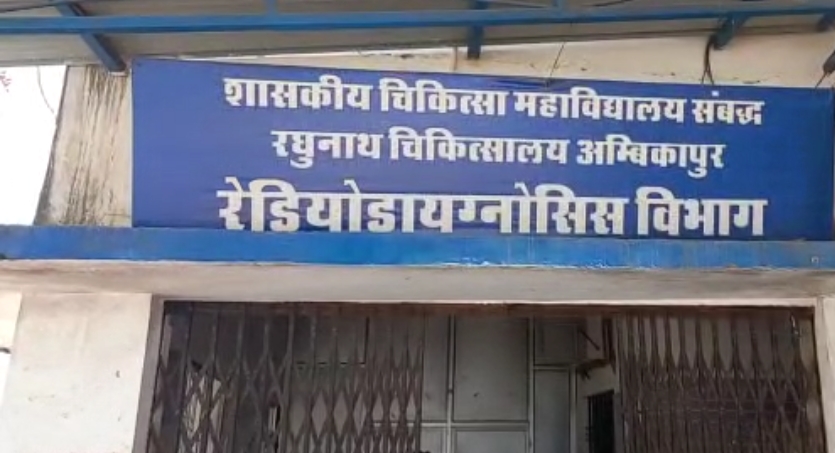 शासकीय चिकित्सा महाविद्यालय संबद्ध
रघुनाथ चिकित्सालय अम्बिकापुर
रेडियोडायग्नोसिस विभाग